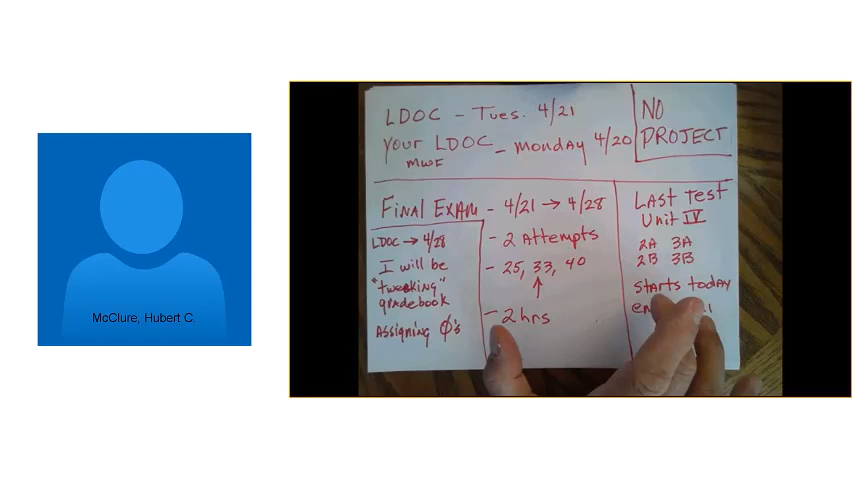 McClure, Hubert C.
LDOC - Tues. 4/21
Your LDOC - Monday 4/20
MWF
NO
PROJECT
Final Exam - 4/21 → 4/28
LDOC → 4/28
I will be
"tweeking"
gradebook
Assigning Ø's
- 2 Attempts
- 25, 33, 40
↑
- 2 hrs
Last Test
Unit IV
2A 3A
2B 3B
Starts today